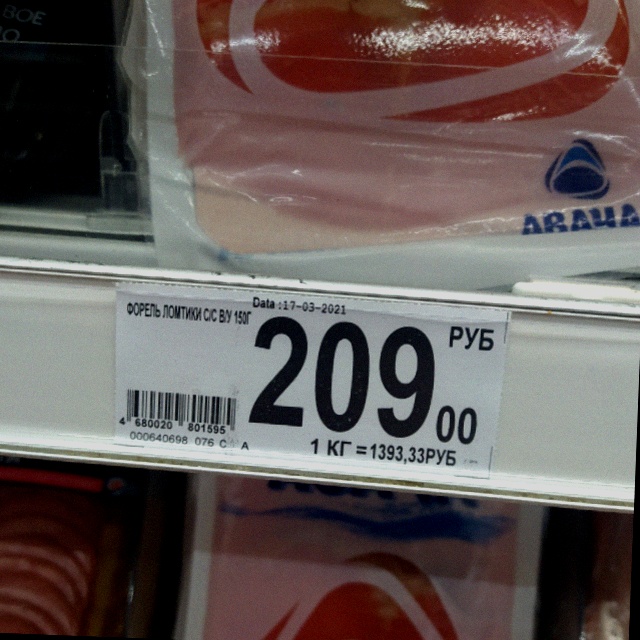 ВОЕ
АВАЧА
Data :17-03-2021
ФОРЕЛЬ ЛОМТИКИ С/С В/У 150Г
209 00
РУБ
4 680020 801595
000640698 076 С А
1 КГ = 1393,33РУБ